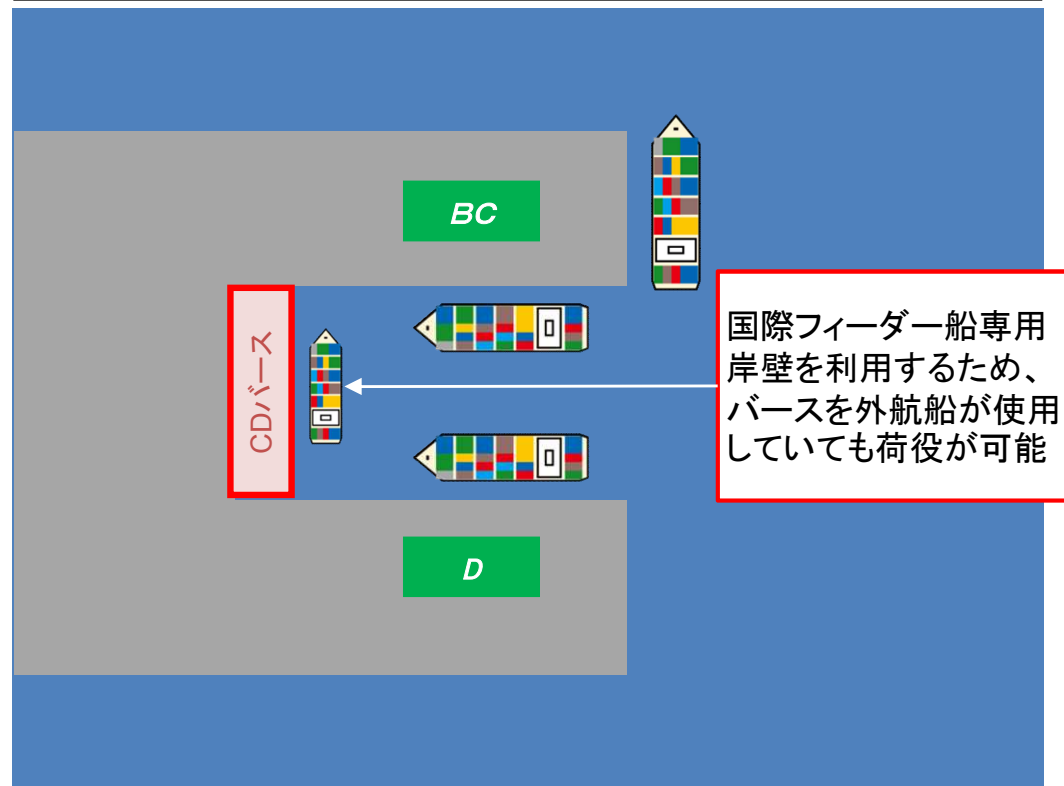 BC
CDバース
国際フィーダー船専用
岸壁を利用するため、
バースを外航船が使用
していても荷役が可能
D